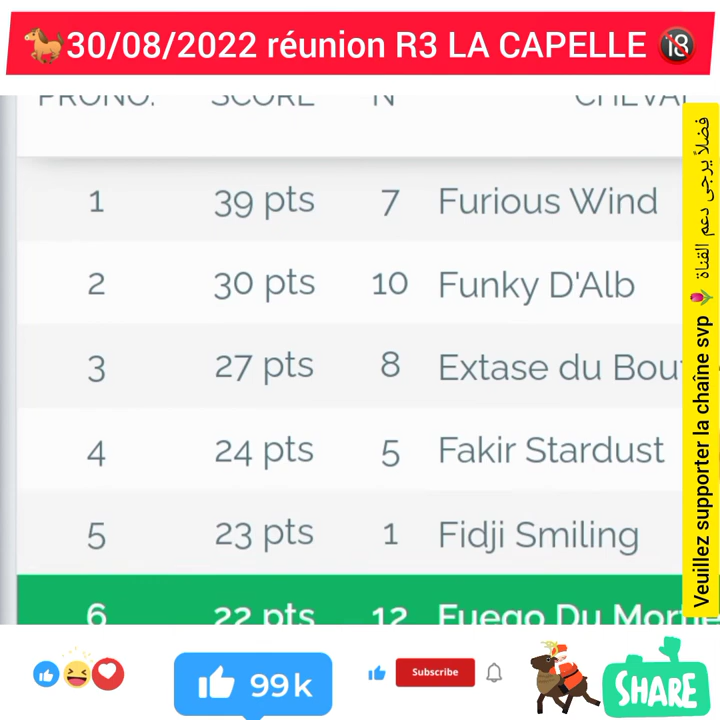 30/08/2022 réunion R3 LA CAPELLE 🔞
PRONO. SCORE N° CHEVAL
1 39 pts 7 Furious Wind
2 30 pts 10 Funky D'Alb
3 27 pts 8 Extase du Bou
4 24 pts 5 Fakir Stardust
5 23 pts 1 Fidji Smiling
6 22 pts 12 Fuego Du
Veuillez supporter la chaîne svp 🌷 فضلاً يرجى دعم القناة
99k
Subscribe
SHARE